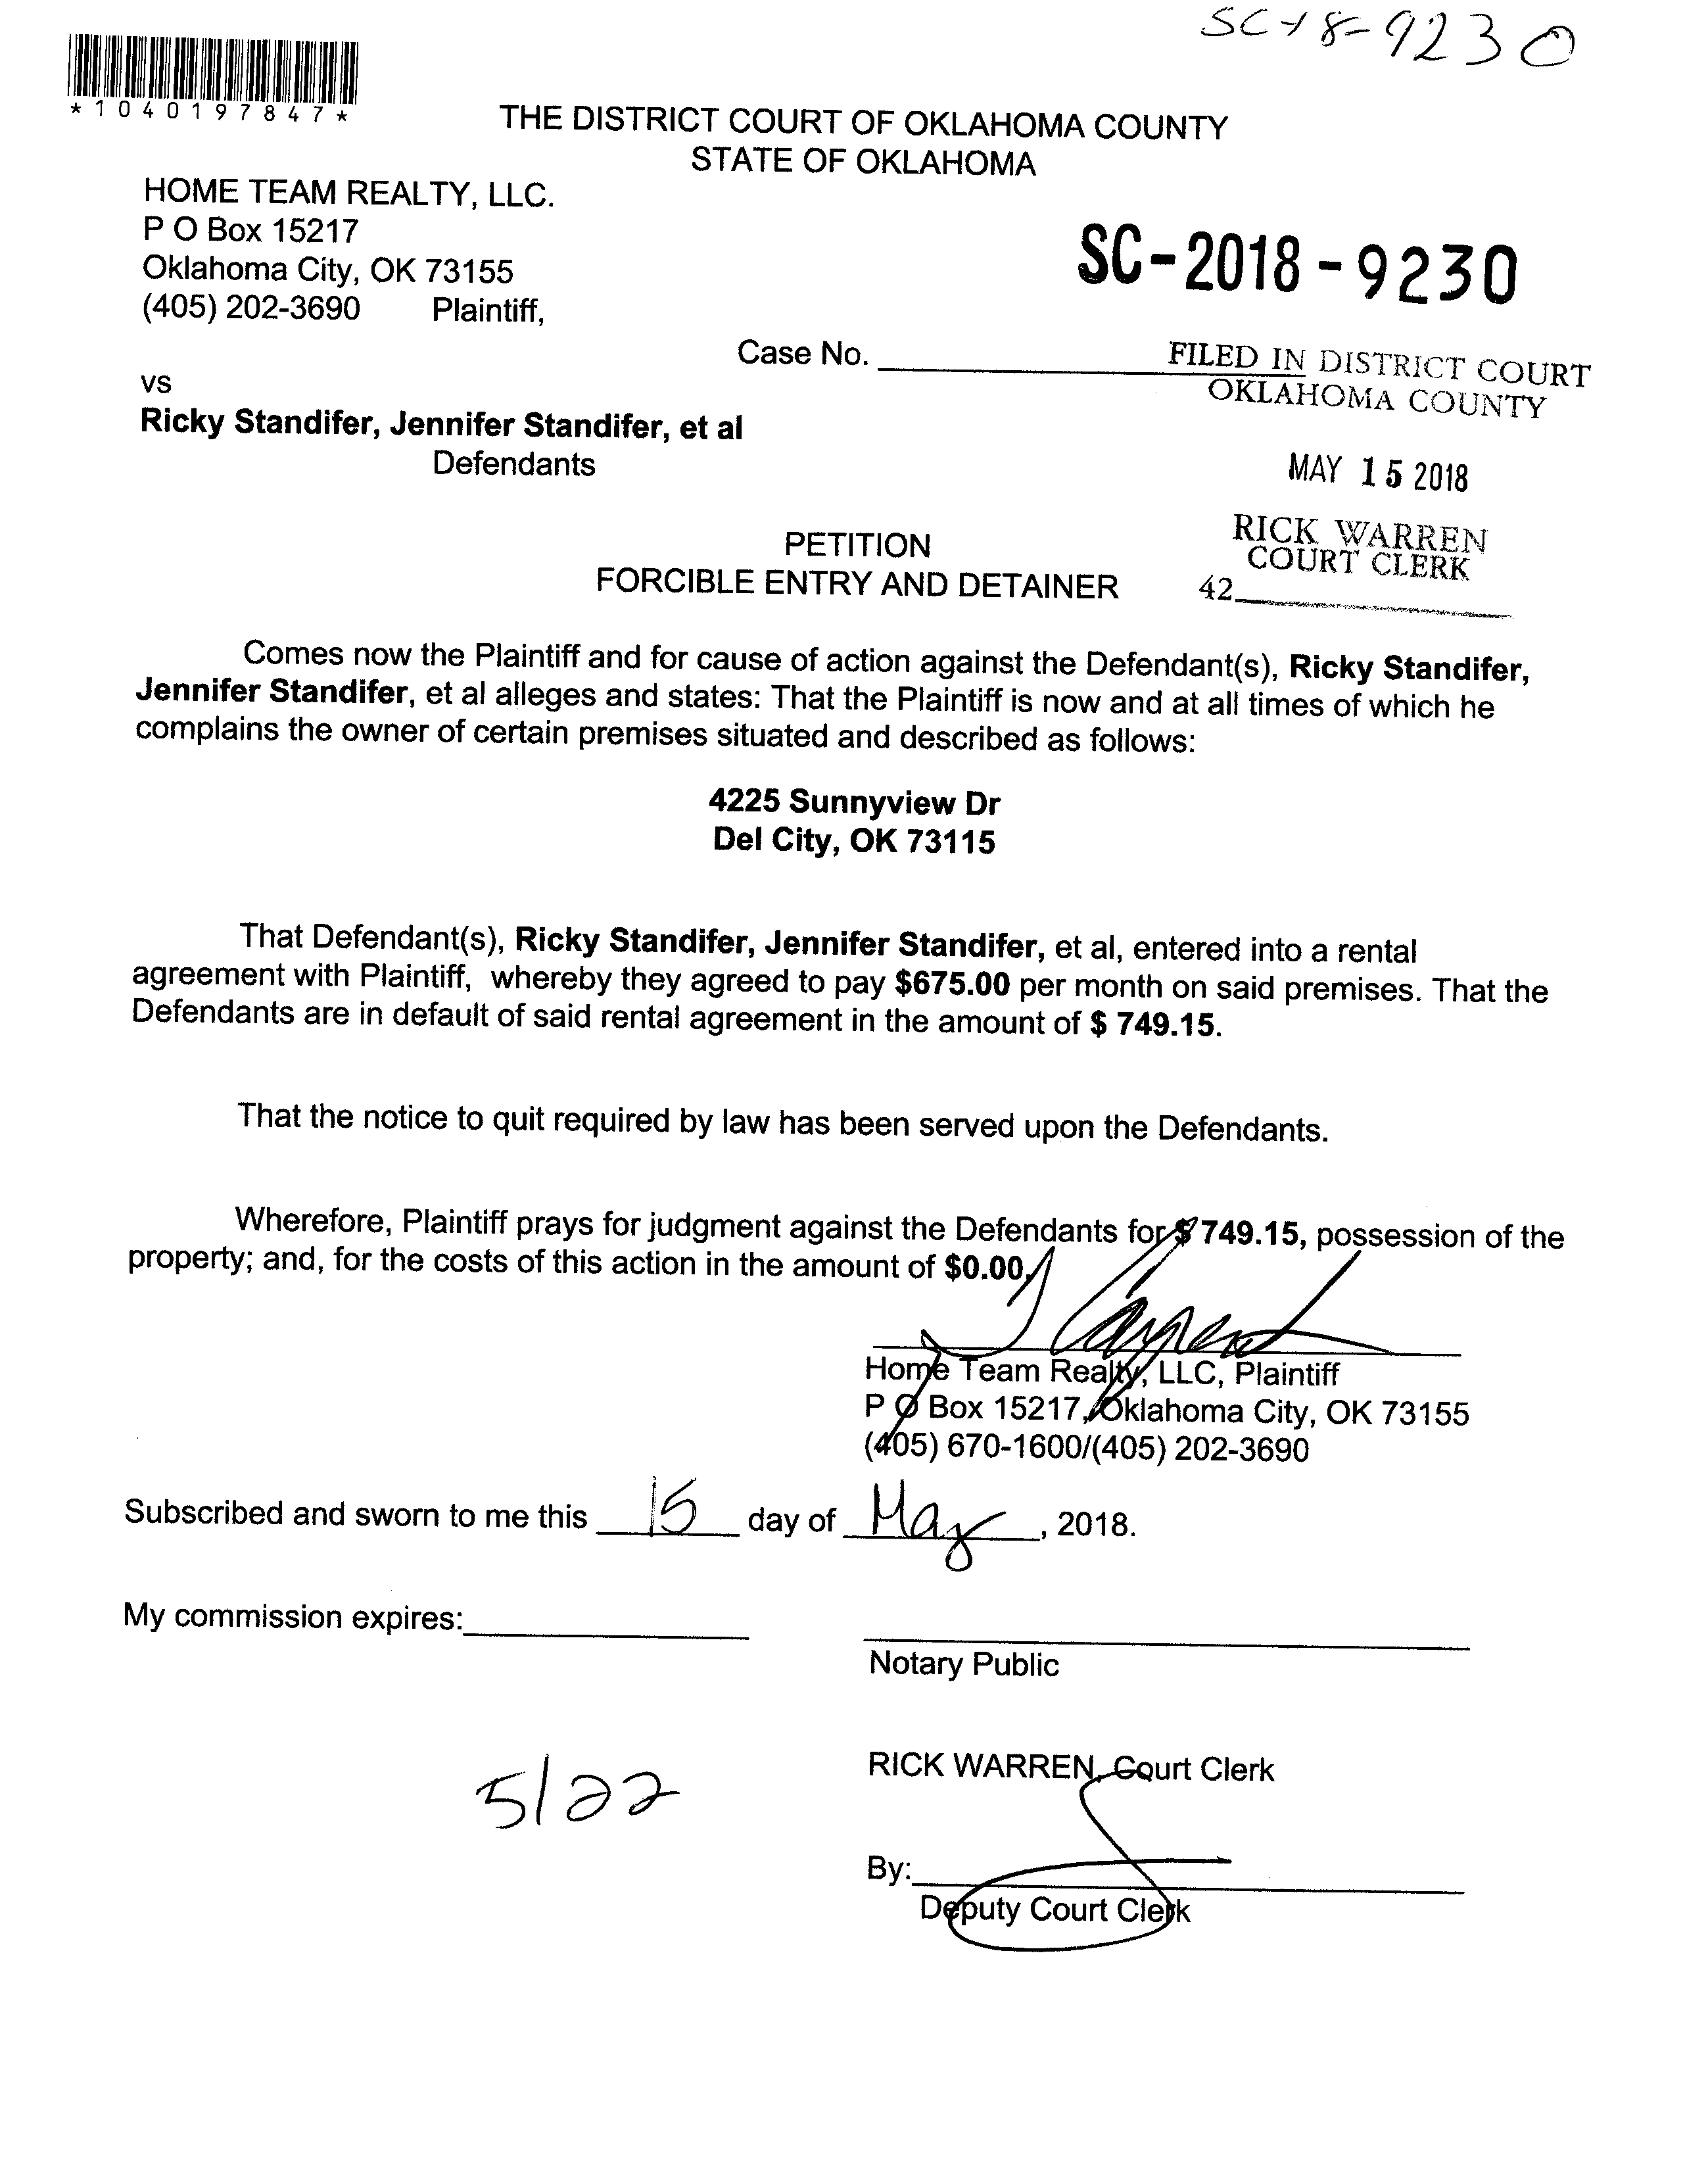 SC-18-9230
*1040197847*
THE DISTRICT COURT OF OKLAHOMA COUNTY
STATE OF OKLAHOMA
HOME TEAM REALTY, LLC.
P O Box 15217
Oklahoma City, OK 73155
(405) 202-3690 Plaintiff,
SC-2018-9230
Case No.
FILED IN DISTRICT COURT
OKLAHOMA COUNTY
vs
Ricky Standifer, Jennifer Standifer, et al
Defendants
MAY 15 2018
RICK WARREN
COURT CLERK
42
PETITION
FORCIBLE ENTRY AND DETAINER
Comes now the Plaintiff and for cause of action against the Defendant(s), Ricky Standifer,
Jennifer Standifer, et al alleges and states: That the Plaintiff is now and at all times of which he
complains the owner of certain premises situated and described as follows:
4225 Sunnyview Dr
Del City, OK 73115
That Defendant(s), Ricky Standifer, Jennifer Standifer, et al, entered into a rental
agreement with Plaintiff, whereby they agreed to pay $675.00 per month on said premises. That the
Defendants are in default of said rental agreement in the amount of $ 749.15.
That the notice to quit required by law has been served upon the Defendants.
Wherefore, Plaintiff prays for judgment against the Defendants for $ 749.15, possession of the
property; and, for the costs of this action in the amount of $0.00.
Home Team Realty, LLC, Plaintiff
P O Box 15217, Oklahoma City, OK 73155
(405) 670-1600/(405) 202-3690
Subscribed and sworn to me this 15 day of May, 2018.
My commission expires:
Notary Public
RICK WARREN, Court Clerk
5/22
By:
Deputy Court Clerk